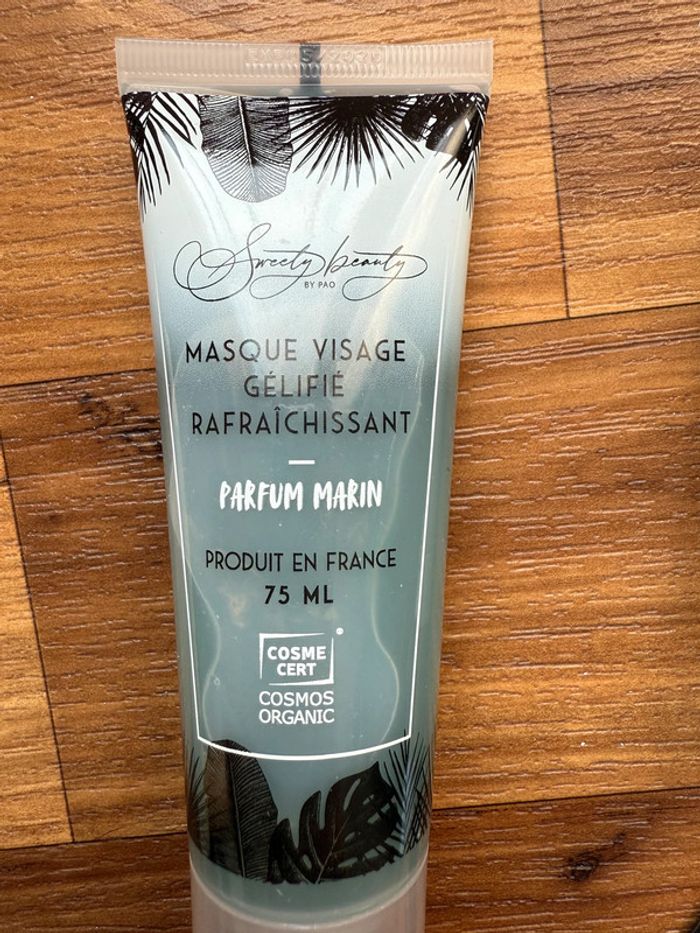 Sweety beauty
BY PAO
MASQUE VISAGE
GÉLIFIÉ
RAFRAÎCHISSANT
PARFUM MARIN
PRODUIT EN FRANCE
75 ML
COSME
CERT
®
COSMOS
ORGANIC